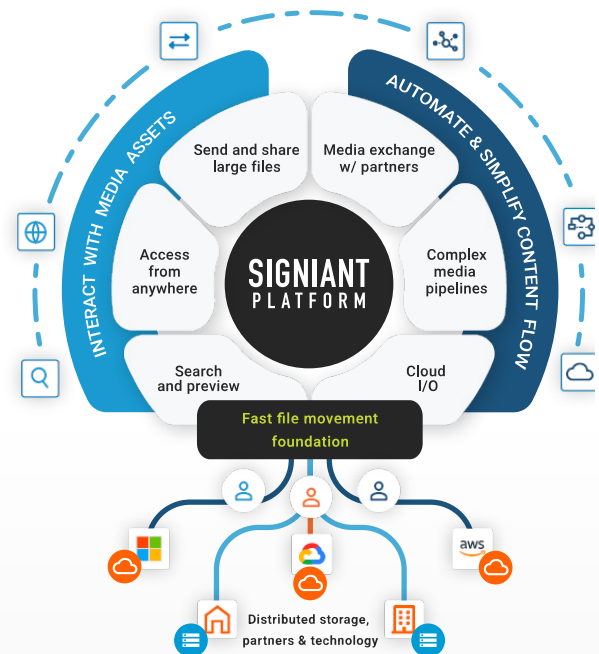 INTERACT WITH MEDIA ASSETS
AUTOMATE & SIMPLIFY CONTENT FLOW
Send and share
large files
Media exchange
w/ partners
Access
from
anywhere
SIGNIANT
PLATFORM
Complex
media
pipelines
Search
and preview
Cloud
I/O
Fast file movement
foundation
aws
Distributed storage,
partners & technology